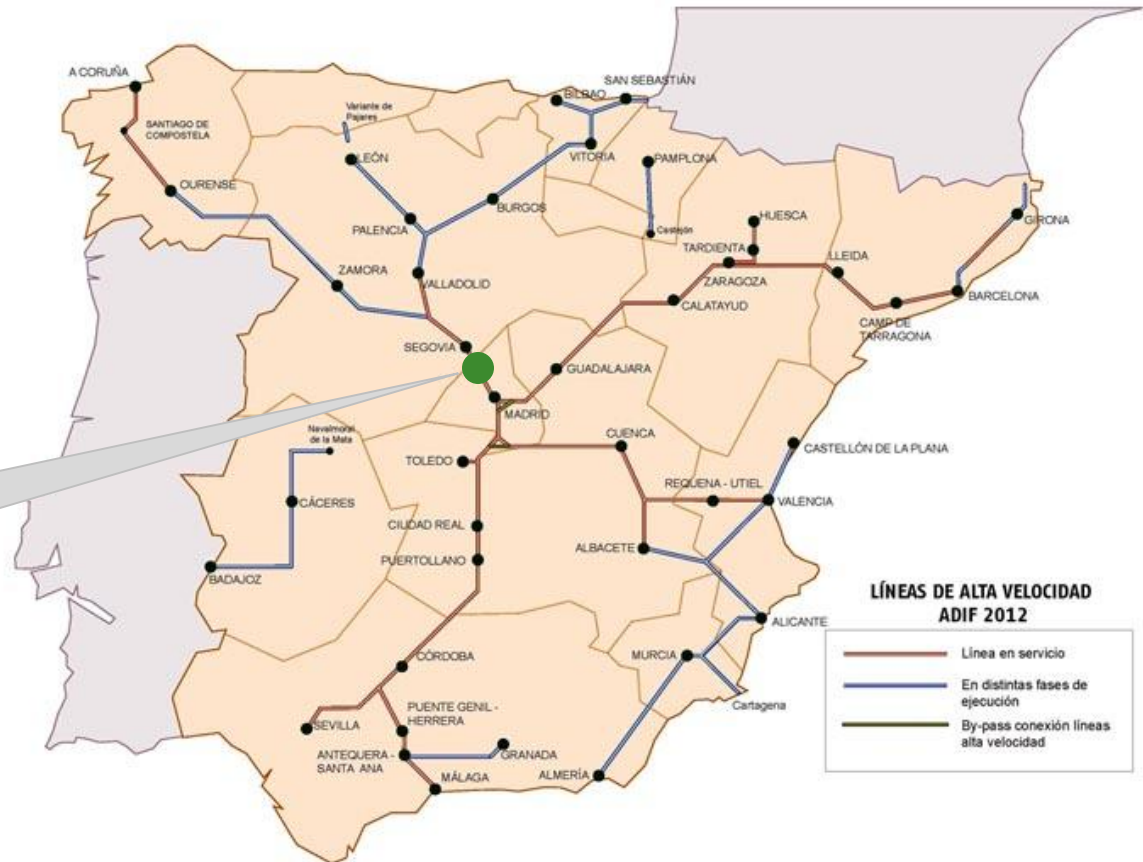 A CORUÑA
SANTIAGO DE
COMPOSTELA
OURENSE
Variante de
Pajares
LEÓN
PALENCIA
ZAMORA
VALLADOLID
BURGOS
BILBAO
SAN SEBASTIÁN
VITORIA
PAMPLONA
Castejón
HUESCA
TARDIENTA
ZARAGOZA
CALATAYUD
LLEIDA
GIRONA
BARCELONA
CAMP DE
TARRAGONA
SEGOVIA
GUADALAJARA
MADRID
TOLEDO
CUENCA
CASTELLÓN DE LA PLANA
REQUENA - UTIEL
VALENCIA
Navalmoral
de la Mata
CÁCERES
BADAJOZ
CIUDAD REAL
PUERTOLLANO
ALBACETE
ALICANTE
MURCIA
Cartagena
CÓRDOBA
SEVILLA
PUENTE GENIL -
HERRERA
ANTEQUERA -
SANTA ANA
GRANADA
MÁLAGA
ALMERÍA
LÍNEAS DE ALTA VELOCIDAD
ADIF 2012
Línea en servicio
En distintas fases de
ejecución
By-pass conexión líneas
alta velocidad